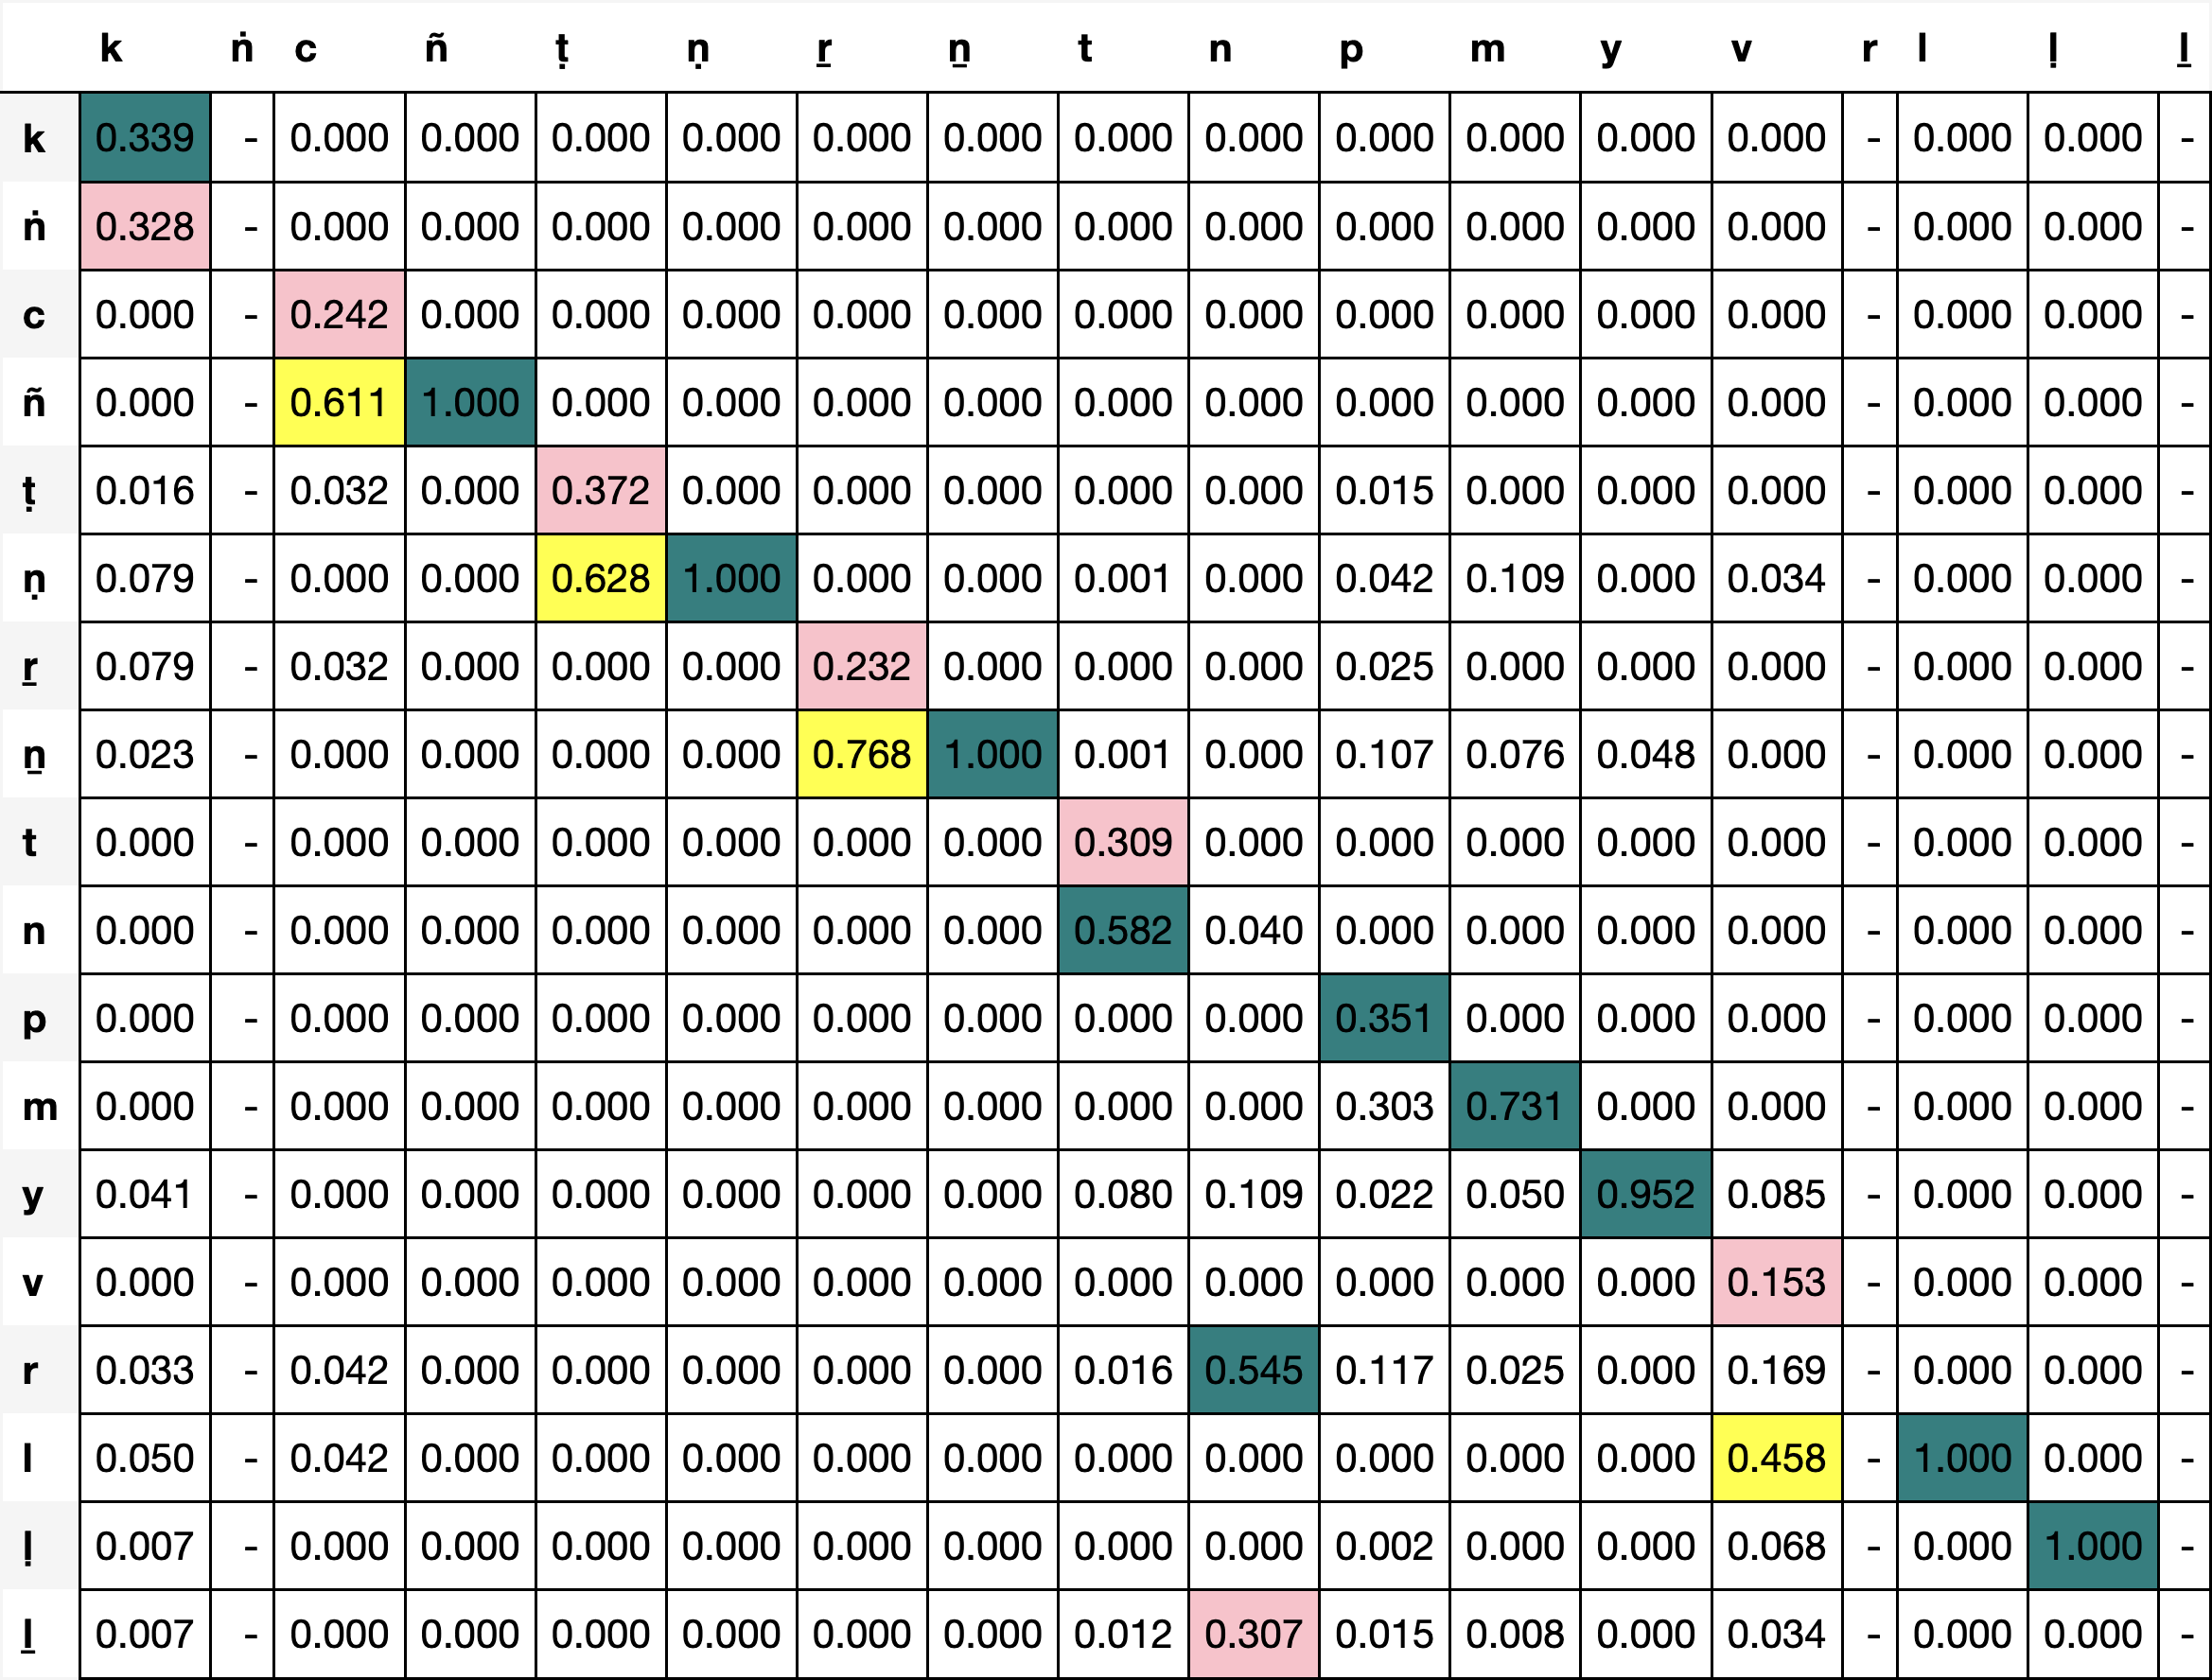 k ṅ c ñ ṭ ṇ ṟ ṉ t n p m y v r l ḷ ḻ
k 0.339 - 0.000 0.000 0.000 0.000 0.000 0.000 0.000 0.000 0.000 0.000 0.000 0.000 - 0.000 0.000 -
ṅ 0.328 - 0.000 0.000 0.000 0.000 0.000 0.000 0.000 0.000 0.000 0.000 0.000 0.000 - 0.000 0.000 -
c 0.000 - 0.242 0.000 0.000 0.000 0.000 0.000 0.000 0.000 0.000 0.000 0.000 0.000 - 0.000 0.000 -
ñ 0.000 - 0.611 1.000 0.000 0.000 0.000 0.000 0.000 0.000 0.000 0.000 0.000 0.000 - 0.000 0.000 -
ṭ 0.016 - 0.032 0.000 0.372 0.000 0.000 0.000 0.000 0.000 0.015 0.000 0.000 0.000 - 0.000 0.000 -
ṇ 0.079 - 0.000 0.000 0.628 1.000 0.000 0.000 0.001 0.000 0.042 0.109 0.000 0.034 - 0.000 0.000 -
ṟ 0.079 - 0.032 0.000 0.000 0.000 0.232 0.000 0.000 0.000 0.025 0.000 0.000 0.000 - 0.000 0.000 -
ṉ 0.023 - 0.000 0.000 0.000 0.000 0.768 1.000 0.001 0.000 0.107 0.076 0.048 0.000 - 0.000 0.000 -
t 0.000 - 0.000 0.000 0.000 0.000 0.000 0.000 0.309 0.000 0.000 0.000 0.000 0.000 - 0.000 0.000 -
n 0.000 - 0.000 0.000 0.000 0.000 0.000 0.000 0.582 0.040 0.000 0.000 0.000 0.000 - 0.000 0.000 -
p 0.000 - 0.000 0.000 0.000 0.000 0.000 0.000 0.000 0.000 0.351 0.000 0.000 0.000 - 0.000 0.000 -
m 0.000 - 0.000 0.000 0.000 0.000 0.000 0.000 0.000 0.000 0.303 0.731 0.000 0.000 - 0.000 0.000 -
y 0.041 - 0.000 0.000 0.000 0.000 0.000 0.000 0.080 0.109 0.022 0.050 0.952 0.085 - 0.000 0.000 -
v 0.000 - 0.000 0.000 0.000 0.000 0.000 0.000 0.000 0.000 0.000 0.000 0.000 0.153 - 0.000 0.000 -
r 0.033 - 0.042 0.000 0.000 0.000 0.000 0.000 0.016 0.545 0.117 0.025 0.000 0.169 - 0.000 0.000 -
l 0.050 - 0.042 0.000 0.000 0.000 0.000 0.000 0.000 0.000 0.000 0.000 0.000 0.458 - 1.000 0.000 -
ḷ 0.007 - 0.000 0.000 0.000 0.000 0.000 0.000 0.000 0.000 0.002 0.000 0.000 0.068 - 0.000 1.000 -
ḻ 0.007 - 0.000 0.000 0.000 0.000 0.000 0.000 0.012 0.307 0.015 0.008 0.000 0.034 - 0.000 0.000 -